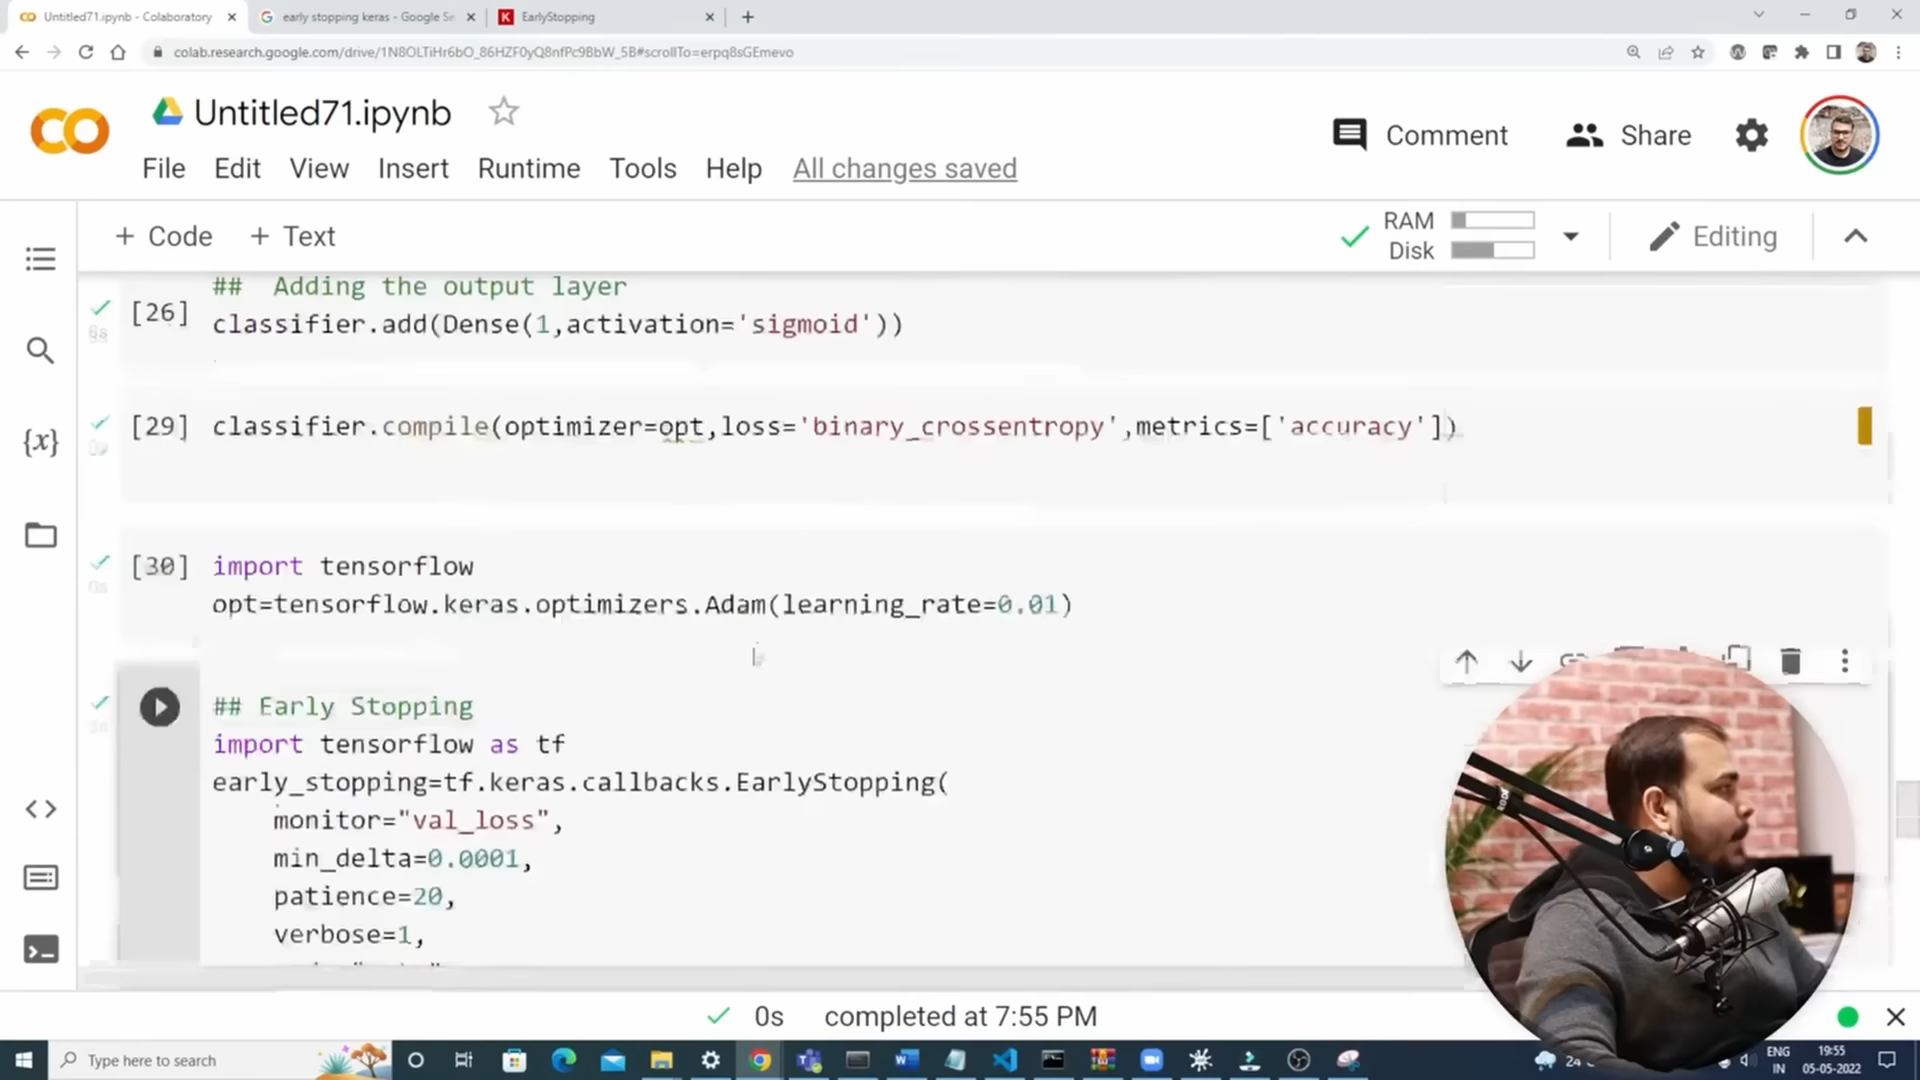 Untitled71.ipynb - Colaboratory
early stopping keras - Google Se
EarlyStopping
colab.research.google.com/drive/1N8OLTiHr6bO_86HZF0yQ8nfPc9BbW_5B#scrollTo=erpq8sGEmevo
Untitled71.ipynb
Comment
Share
File Edit View Insert Runtime Tools Help All changes saved
+ Code + Text
RAM
Disk
Editing
##  Adding the output layer
[26]
classifier.add(Dense(1,activation='sigmoid'))
[29] classifier.compile(optimizer=opt,loss='binary_crossentropy',metrics=['accuracy'])
[30] import tensorflow
opt=tensorflow.keras.optimizers.Adam(learning_rate=0.01)
## Early Stopping
import tensorflow as tf
early_stopping=tf.keras.callbacks.EarlyStopping(
monitor="val_loss",
min_delta=0.0001,
patience=20,
verbose=1,
0s completed at 7:55 PM
Type here to search
ENG
IN
19:55
05-05-2022